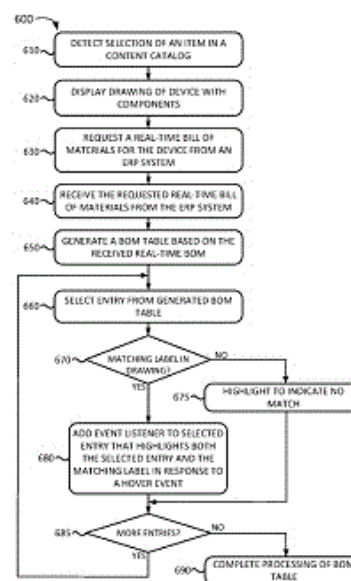 600
610
DETECT SELECTION OF AN ITEM IN A
CONTENT CATALOG
620
DISPLAY DRAWING OF DEVICE WITH
COMPONENTS
630
REQUEST A REAL-TIME BILL OF
MATERIALS FOR THE DEVICE FROM AN
ERP SYSTEM
640
RECEIVE THE REQUESTED REAL-TIME BILL
OF MATERIALS FROM THE ERP SYSTEM
650
GENERATE A BOM TABLE BASED ON THE
RECEIVED REAL-TIME BOM
660
SELECT ENTRY FROM GENERATED BOM
TABLE
670
MATCHING LABEL IN
DRAWING?
NO
YES
675
HIGHLIGHT TO INDICATE NO
MATCH
680
ADD EVENT LISTENER TO SELECTED
ENTRY THAT HIGHLIGHTS BOTH
THE SELECTED ENTRY AND THE
MATCHING LABEL IN RESPONSE TO
A HOVER EVENT
685
MORE ENTRIES?
NO
YES
690
COMPLETE PROCESSING OF BOM
TABLE